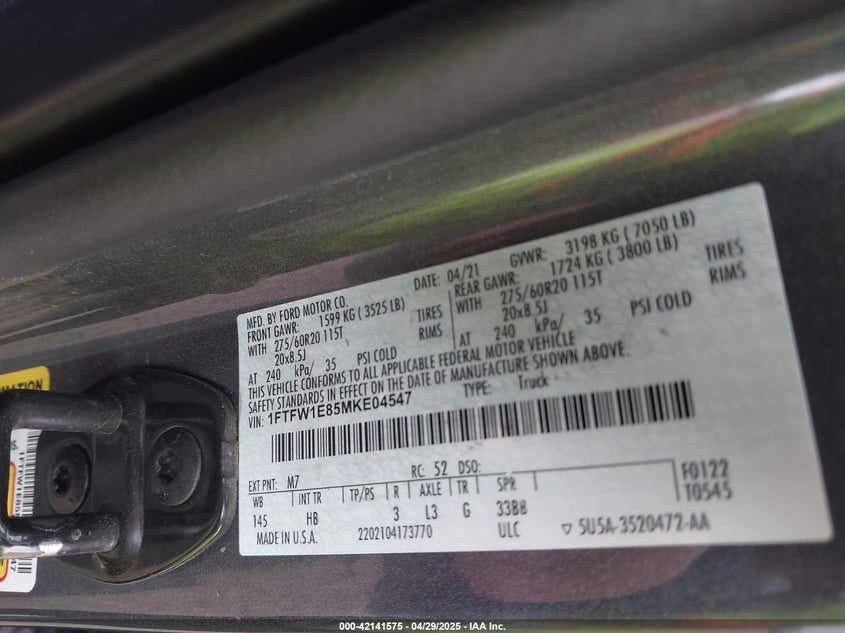 MFD. BY FORD MOTOR CO.
DATE: 04/21 GVWR: 3198 KG ( 7050 LB)
FRONT GAWR: 1599 KG ( 3525 LB) REAR GAWR: 1724 KG ( 3800 LB)
WITH 275/60R20 115T TIRES WITH 275/60R20 115T TIRES
20x8.5J RIMS 20x8.5J RIMS
AT 240 kPa/ 35 PSI COLD AT 240 kPa/ 35 PSI COLD
THIS VEHICLE CONFORMS TO ALL APPLICABLE FEDERAL MOTOR VEHICLE
SAFETY STANDARDS IN EFFECT ON THE DATE OF MANUFACTURE SHOWN ABOVE.
VIN: 1FTFW1E85MKE04547 TYPE: Truck
EXT PNT: M7 RC: 52 DSO: F0122
WB INT TR TP/PS R AXLE TR SPR T0545
145 HB 3 L3 G 33BB
MADE IN U.S.A. 2202104173770 ULC ▽ 5U5A-3520472-AA
000-42141575 - 04/29/2025 - IAA Inc.